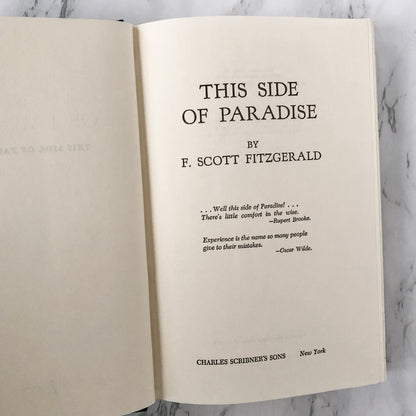 THIS SIDE
OF PARADISE
BY
F. SCOTT FITZGERALD
. . . Well this side of Paradise! . . .
There's little comfort in the wise.
—Rupert Brooke.
Experience is the name so many people
give to their mistakes.
—Oscar Wilde.
CHARLES SCRIBNER'S SONS New York